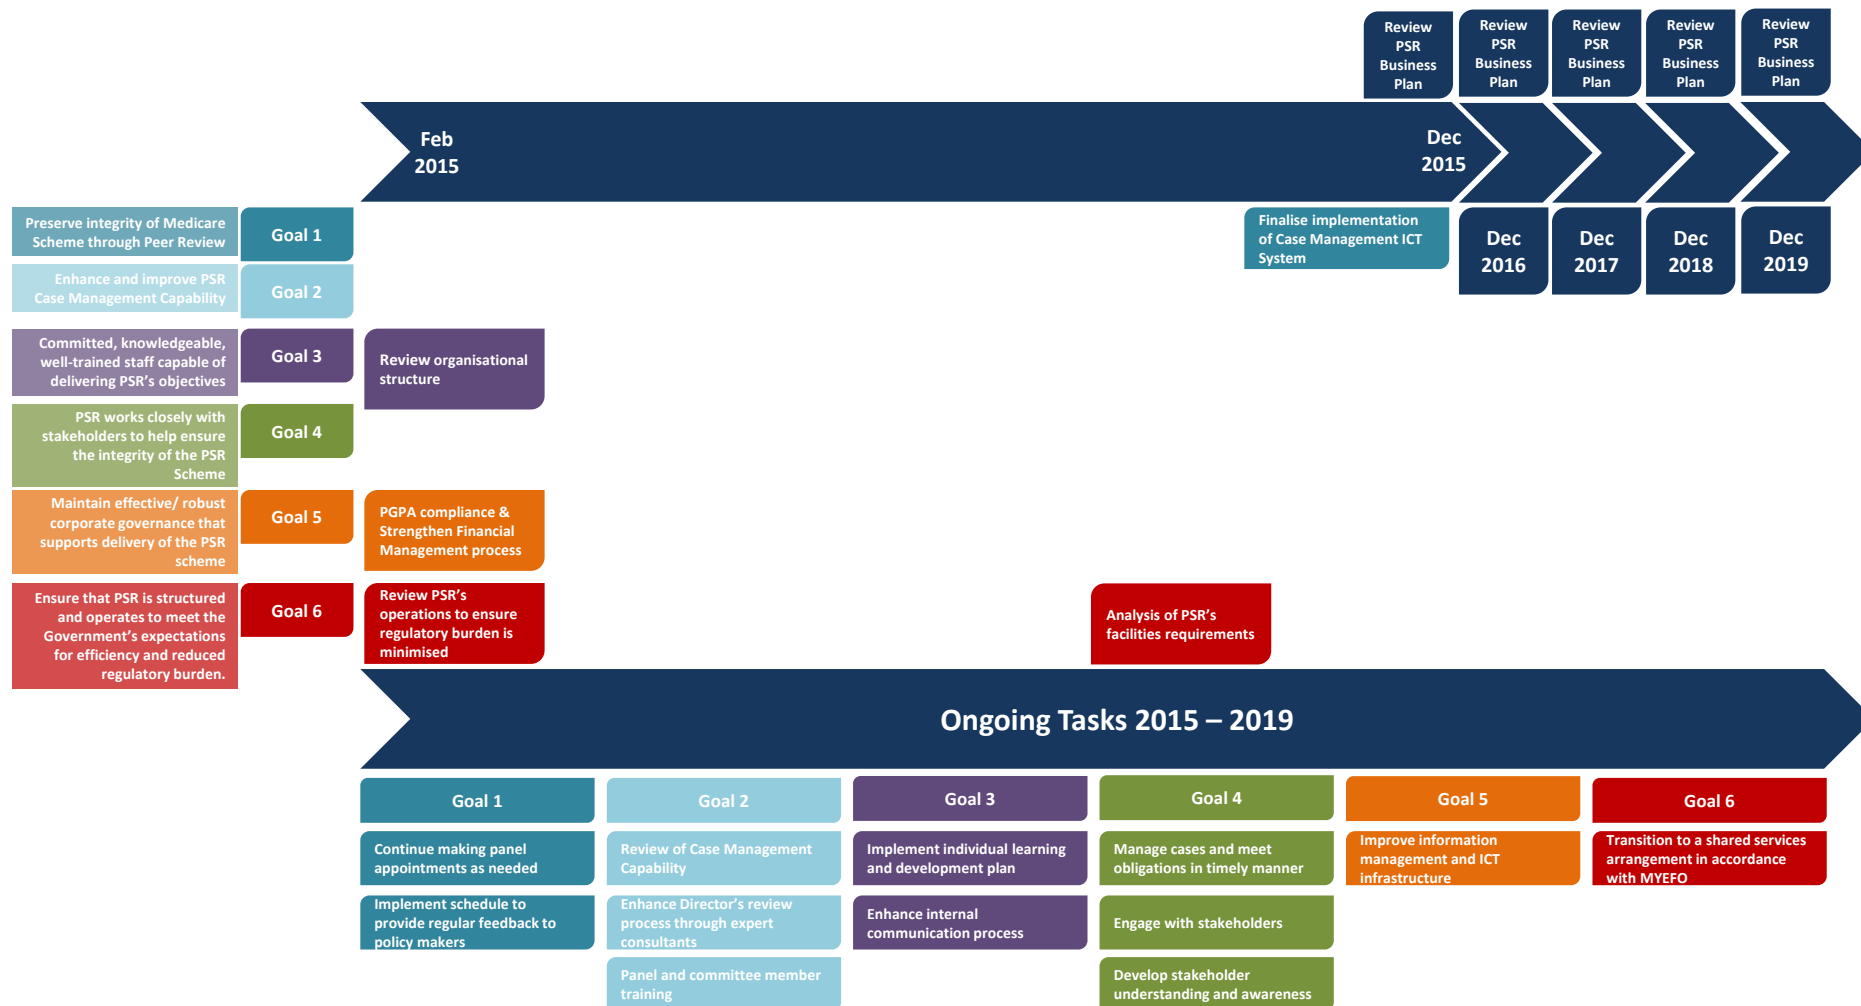 Review
PSR
Business
Plan
Review
PSR
Business
Plan
Review
PSR
Business
Plan
Review
PSR
Business
Plan
Review
PSR
Business
Plan
Feb
2015
Dec
2015
Preserve integrity of Medicare
Scheme through Peer Review
Goal 1
Finalise implementation
of Case Management ICT
System
Dec
2016
Dec
2017
Dec
2018
Dec
2019
Enhance and improve PSR
Case Management Capability
Goal 2
Committed, knowledgeable,
well-trained staff capable of
delivering PSR's objectives
Goal 3
Review organisational
structure
PSR works closely with
stakeholders to help ensure
the integrity of the PSR
Scheme
Goal 4
Maintain effective/ robust
corporate governance that
supports delivery of the PSR
scheme
Goal 5
PGPA compliance &
Strengthen Financial
Management process
Ensure that PSR is structured
and operates to meet the
Government's expectations
for efficiency and reduced
regulatory burden.
Goal 6
Review PSR's
operations to ensure
regulatory burden is
minimised
Analysis of PSR's
facilities requirements
Ongoing Tasks 2015 – 2019
Goal 1
Continue making panel
appointments as needed
Implement schedule to
provide regular feedback to
policy makers
Goal 2
Review of Case Management
Capability
Enhance Director's review
process through expert
consultants
Panel and committee member
training
Goal 3
Implement individual learning
and development plan
Enhance internal
communication process
Goal 4
Manage cases and meet
obligations in timely manner
Engage with stakeholders
Develop stakeholder
understanding and awareness
Goal 5
Improve information
management and ICT
infrastructure
Goal 6
Transition to a shared services
arrangement in accordance
with MYEFO